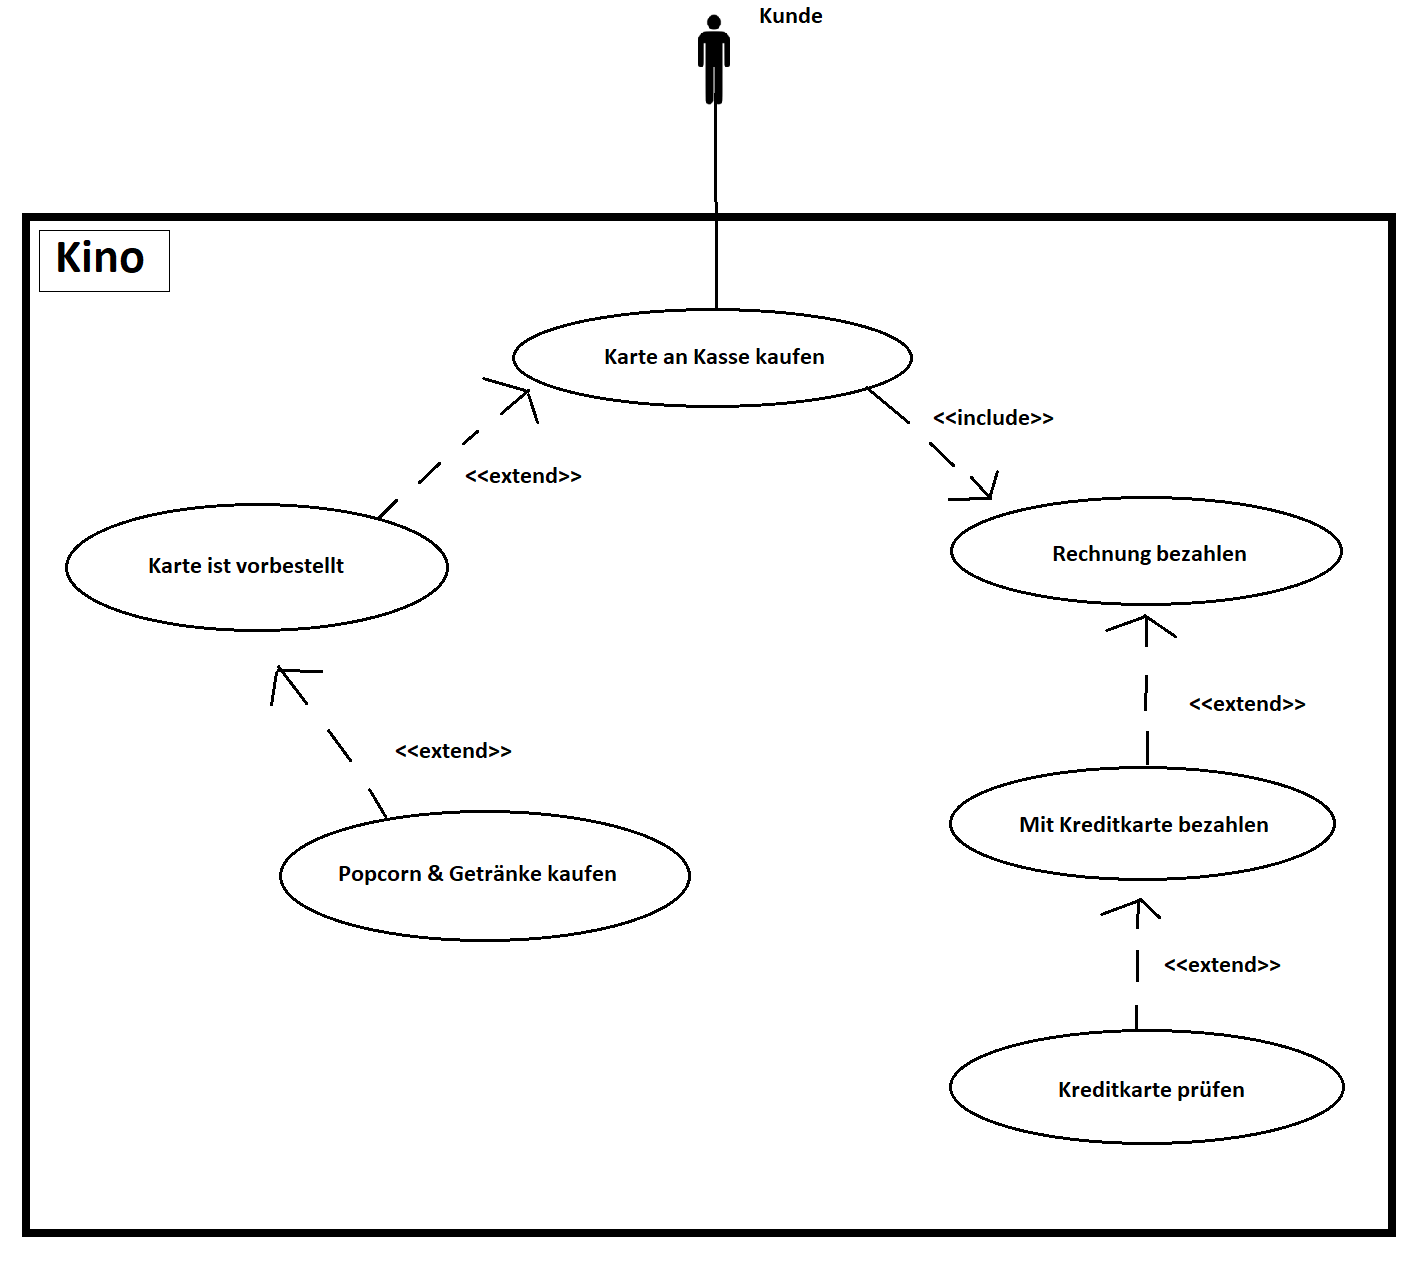 Kunde
Kino
Karte an Kasse kaufen
<<include>>
<<extend>>
Karte ist vorbestellt
Rechnung bezahlen
<<extend>>
<<extend>>
Mit Kreditkarte bezahlen
Popcorn & Getränke kaufen
<<extend>>
Kreditkarte prüfen